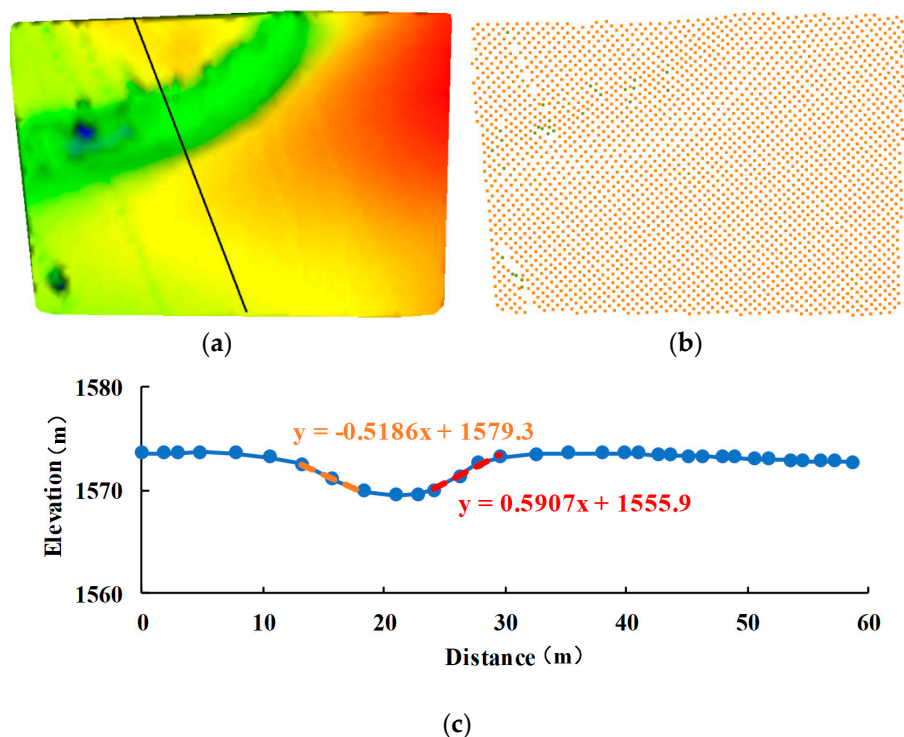 (a)
(b)
1580
1570
1560
Elevation（m）
y = -0.5186x + 1579.3
y = 0.5907x + 1555.9
0 10 20 30 40 50 60
Distance（m）
(c)